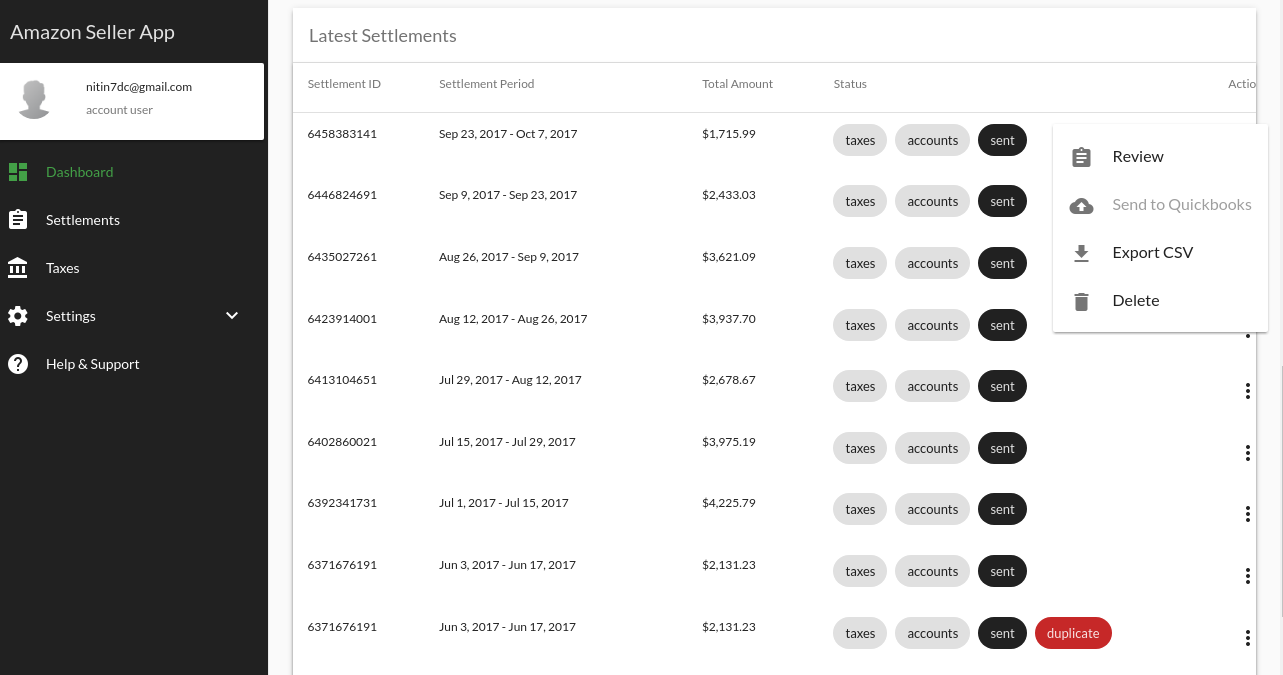 Amazon Seller App
nitin7dc@gmail.com
account user
Dashboard
Settlements
Taxes
Settings
Help & Support
Latest Settlements
Settlement ID Settlement Period Total Amount Status Actio
6458383141 Sep 23, 2017 - Oct 7, 2017 $1,715.99 taxes accounts sent
6446824691 Sep 9, 2017 - Sep 23, 2017 $2,433.03 taxes accounts sent
6435027261 Aug 26, 2017 - Sep 9, 2017 $3,621.09 taxes accounts sent
6423914001 Aug 12, 2017 - Aug 26, 2017 $3,937.70 taxes accounts sent
6413104651 Jul 29, 2017 - Aug 12, 2017 $2,678.67 taxes accounts sent
6402860021 Jul 15, 2017 - Jul 29, 2017 $3,975.19 taxes accounts sent
6392341731 Jul 1, 2017 - Jul 15, 2017 $4,225.79 taxes accounts sent
6371676191 Jun 3, 2017 - Jun 17, 2017 $2,131.23 taxes accounts sent
6371676191 Jun 3, 2017 - Jun 17, 2017 $2,131.23 taxes accounts sent duplicate
Review
Send to Quickbooks
Export CSV
Delete